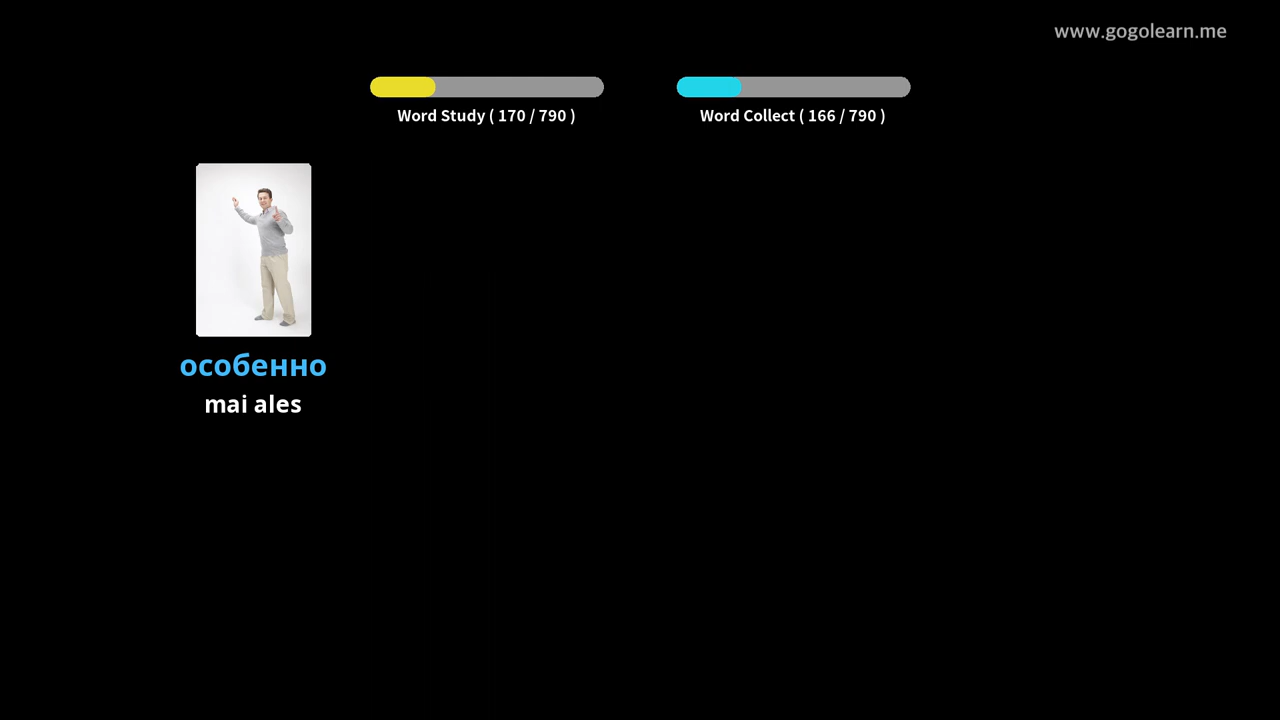 www.gogolearn.me
Word Study ( 170 / 790 )
Word Collect ( 166 / 790 )
особенно
mai ales